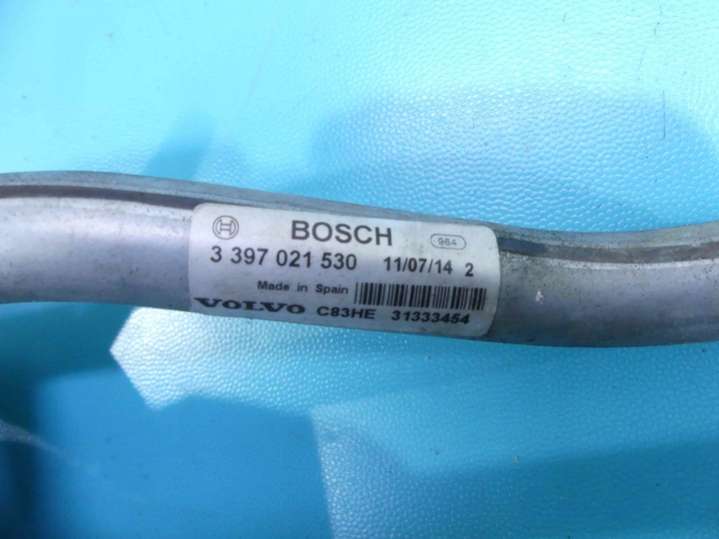 BOSCH 984
3 397 021 530 11/07/14 2
Made in Spain
VOLVO C83HE 31333454